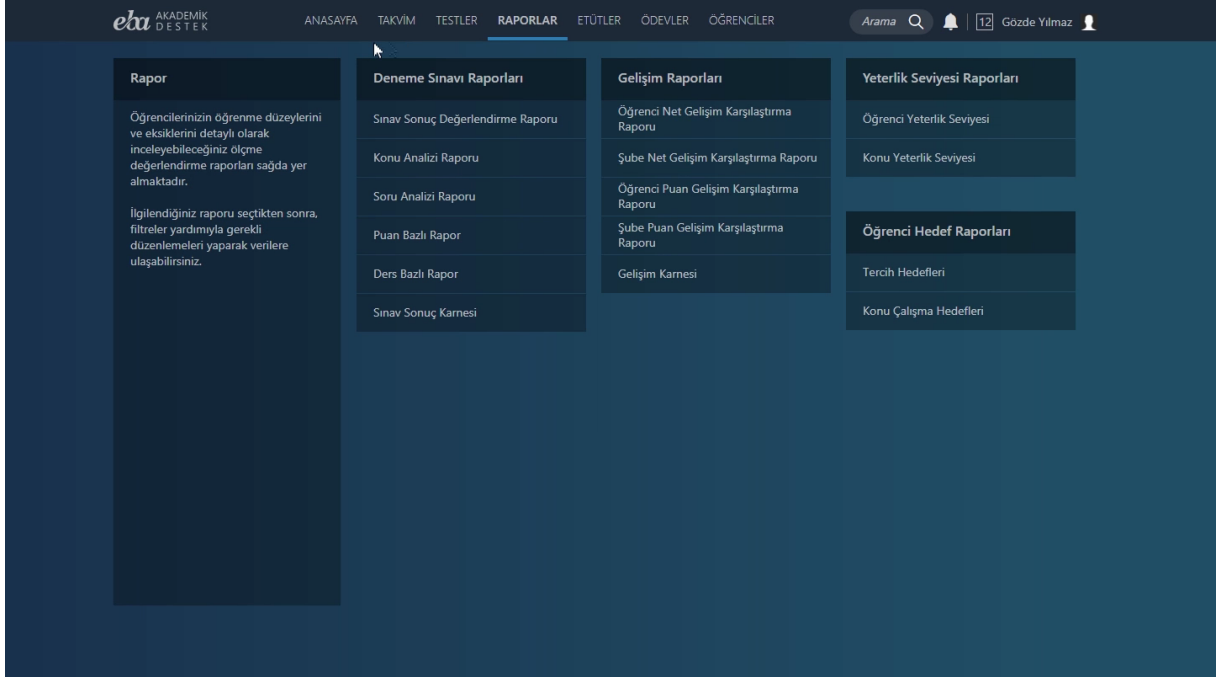 eba AKADEMİK
DESTEK
ANASAYFA TAKVİM TESTLER RAPORLAR ETÜTLER ÖDEVLER ÖĞRENCİLER
Arama
12 Gözde Yılmaz
Rapor
Öğrencilerinizin öğrenme düzeylerini
ve eksiklerini detaylı olarak
inceleyebileceğiniz ölçme
değerlendirme raporları sağda yer
almaktadır.
İlgilendiğiniz raporu seçtikten sonra,
filtreler yardımıyla gerekli
düzenlemeleri yaparak verilere
ulaşabilirsiniz.
Deneme Sınavı Raporları
Sınav Sonuç Değerlendirme Raporu
Konu Analizi Raporu
Soru Analizi Raporu
Puan Bazlı Rapor
Ders Bazlı Rapor
Sınav Sonuç Karnesi
Gelişim Raporları
Öğrenci Net Gelişim Karşılaştırma
Raporu
Şube Net Gelişim Karşılaştırma Raporu
Öğrenci Puan Gelişim Karşılaştırma
Raporu
Şube Puan Gelişim Karşılaştırma
Raporu
Gelişim Karnesi
Yeterlik Seviyesi Raporları
Öğrenci Yeterlik Seviyesi
Konu Yeterlik Seviyesi
Öğrenci Hedef Raporları
Tercih Hedefleri
Konu Çalışma Hedefleri